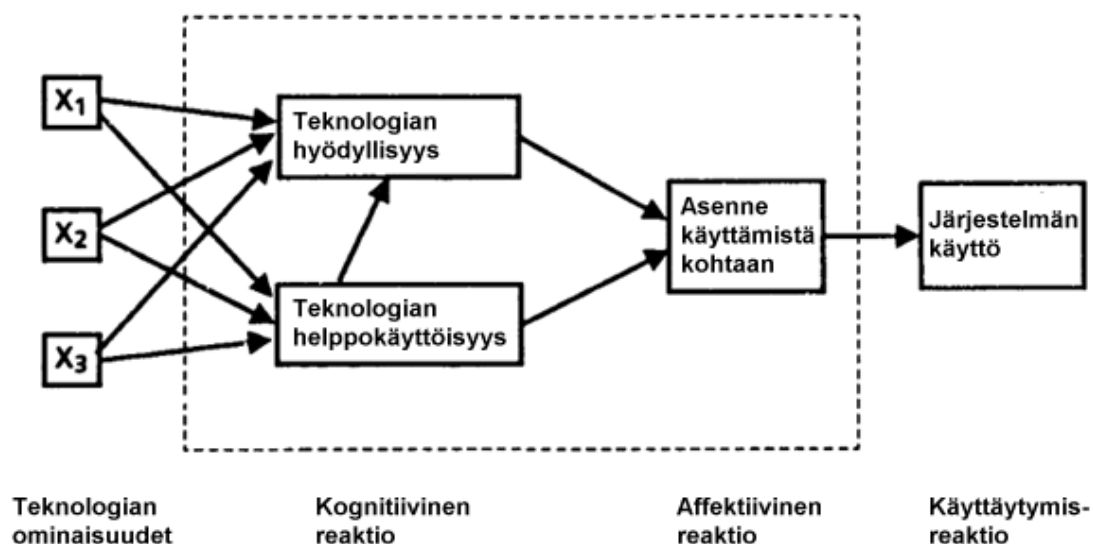 X1
X2
X3
Teknologian
hyödyllisyys
Teknologian
helppokäyttöisyys
Asenne
käyttämistä
kohtaan
Järjestelmän
käyttö
Teknologian
ominaisuudet
Kognitiivinen
reaktio
Affektiivinen
reaktio
Käyttäytymis-
reaktio